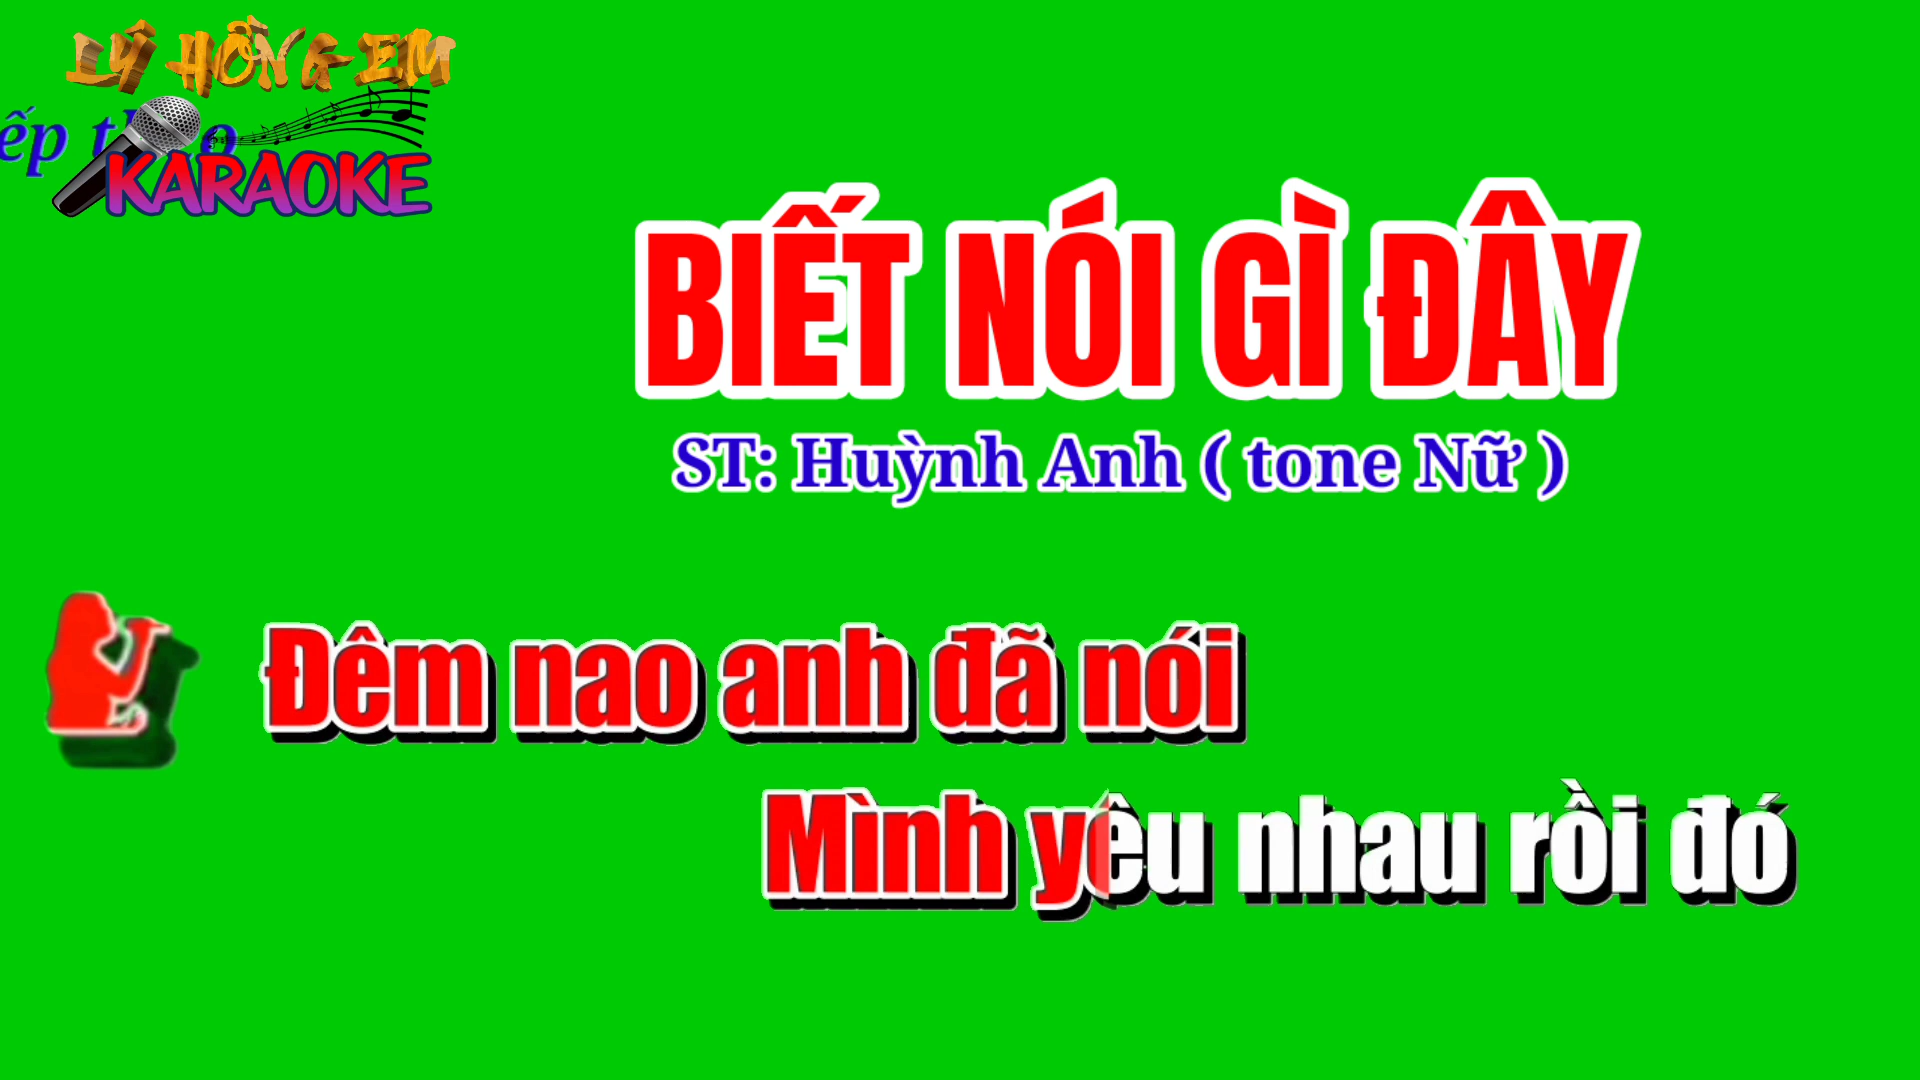 LÝ HỒNG EM
KARAOKE
BIẾT NÓI GÌ ĐÂY
ST: Huỳnh Anh ( tone Nữ )
Đêm nao anh đã nói
Mình yêu nhau rồi đó